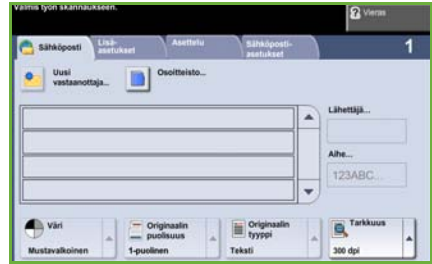 Valmis työn skannaukseen.
Vieras
Sähköposti
Lisä-
asetukset
Asettelu
Sähköposti-
asetukset
1
Uusi
vastaanottaja...
Osoitteisto...
Lähettäjä...
Aihe...
123ABC...
Väri
Mustavalkoinen
Originaalin
puolisuus
1-puolinen
Originaalin
tyyppi
Teksti
Tarkkuus
300 dpi